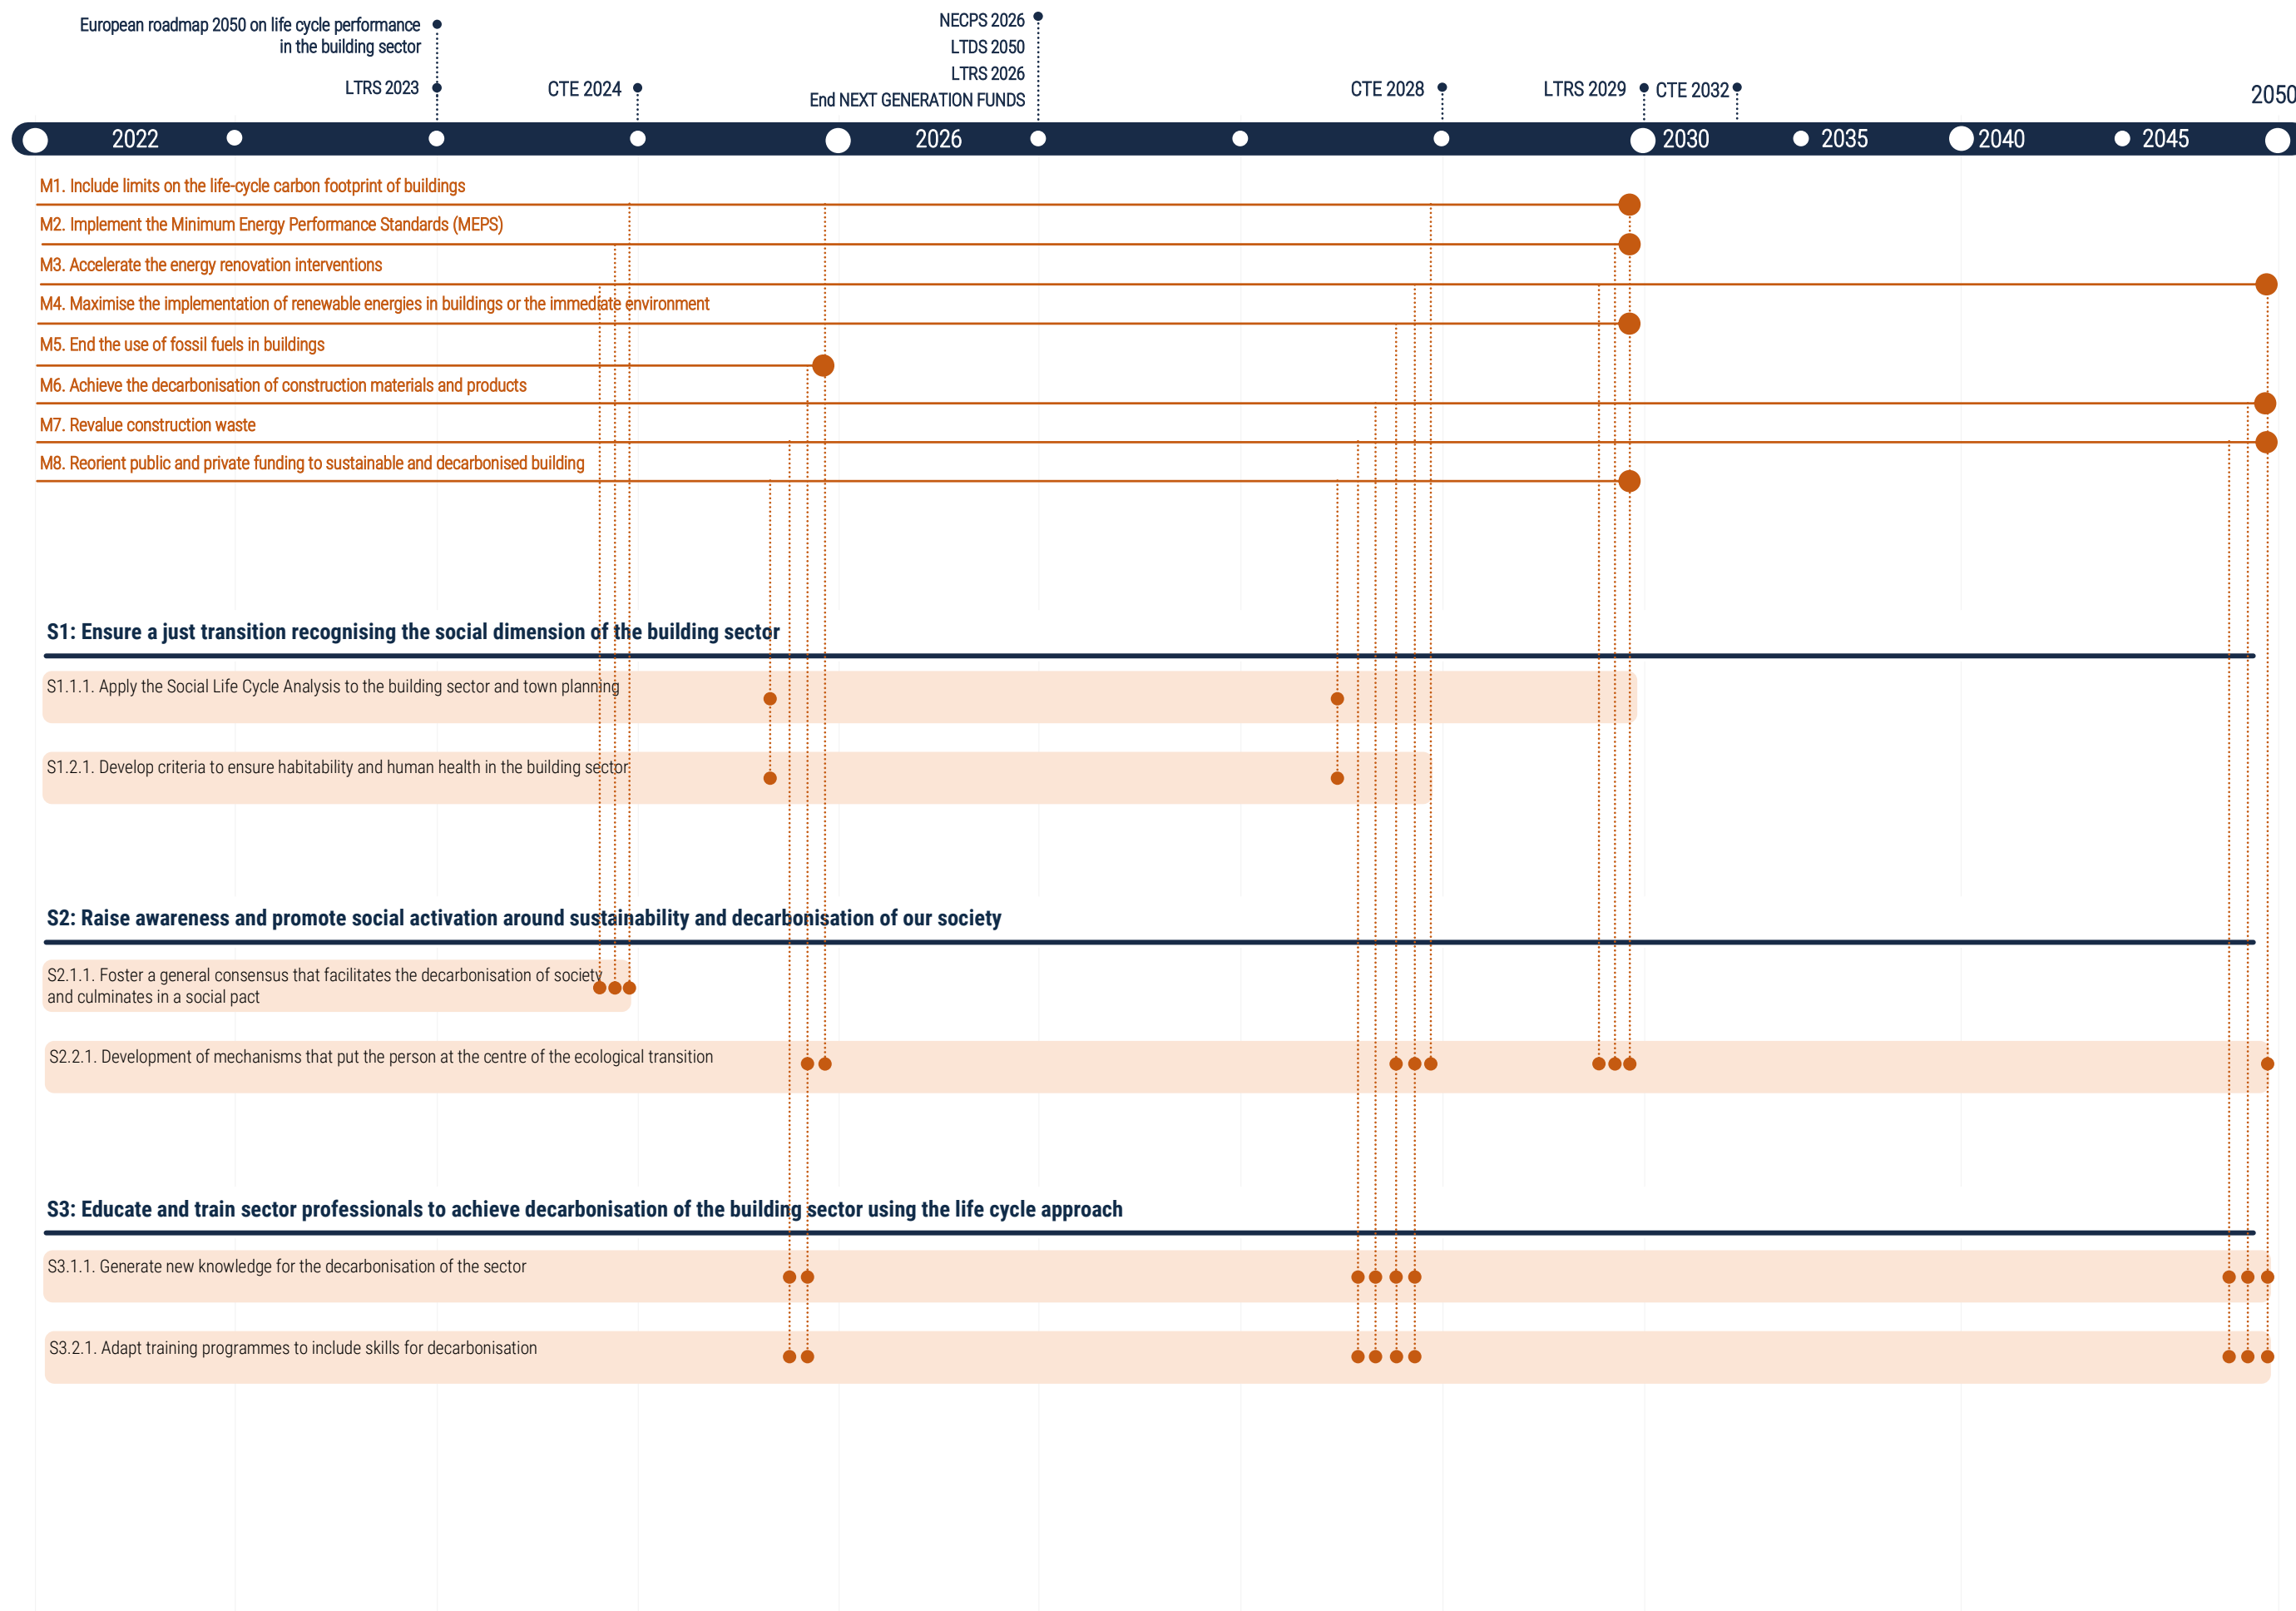 European roadmap 2050 on life cycle performance
in the building sector
LTRS 2023
CTE 2024
NECPS 2026
LTDS 2050
LTRS 2026
End NEXT GENERATION FUNDS
CTE 2028
LTRS 2029
CTE 2032
2050
2022
2026
2030
2035
2040
2045
M1. Include limits on the life-cycle carbon footprint of buildings
M2. Implement the Minimum Energy Performance Standards (MEPS)
M3. Accelerate the energy renovation interventions
M4. Maximise the implementation of renewable energies in buildings or the immediate environment
M5. End the use of fossil fuels in buildings
M6. Achieve the decarbonisation of construction materials and products
M7. Revalue construction waste
M8. Reorient public and private funding to sustainable and decarbonised building
S1: Ensure a just transition recognising the social dimension of the building sector
S1.1.1. Apply the Social Life Cycle Analysis to the building sector and town planning
S1.2.1. Develop criteria to ensure habitability and human health in the building sector
S2: Raise awareness and promote social activation around sustainability and decarbonisation of our society
S2.1.1. Foster a general consensus that facilitates the decarbonisation of society
and culminates in a social pact
S2.2.1. Development of mechanisms that put the person at the centre of the ecological transition
S3: Educate and train sector professionals to achieve decarbonisation of the building sector using the life cycle approach
S3.1.1. Generate new knowledge for the decarbonisation of the sector
S3.2.1. Adapt training programmes to include skills for decarbonisation